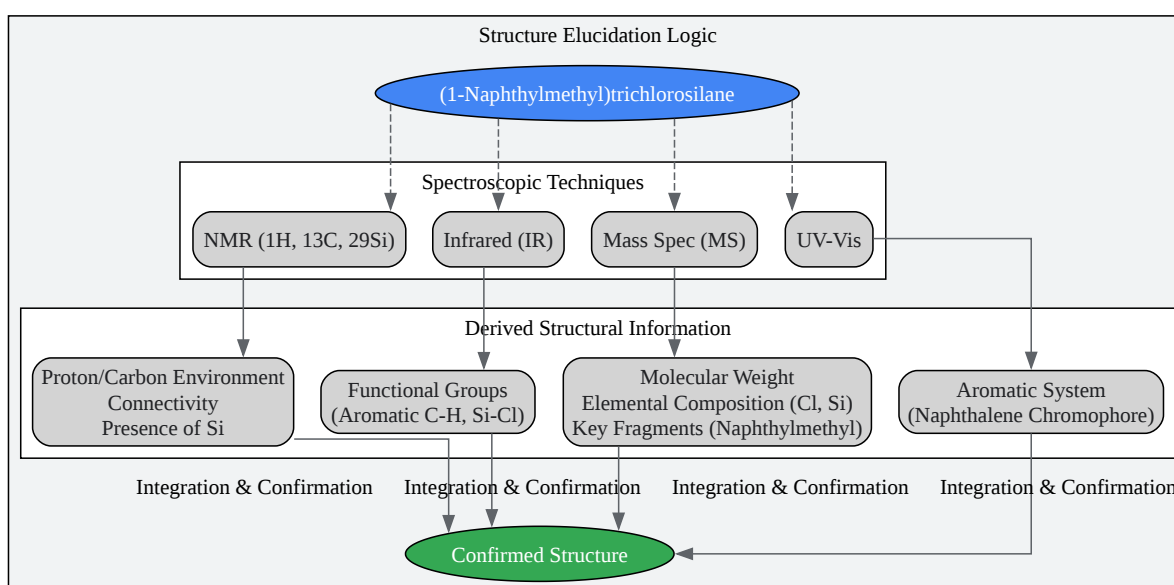 Structure Elucidation Logic
(1-Naphthylmethyl)trichlorosilane
Spectroscopic Techniques
NMR (1H, 13C, 29Si)
Infrared (IR)
Mass Spec (MS)
UV-Vis
Derived Structural Information
Proton/Carbon Environment
Connectivity
Presence of Si
Functional Groups
(Aromatic C-H, Si-Cl)
Molecular Weight
Elemental Composition (Cl, Si)
Key Fragments (Naphthylmethyl)
Aromatic System
(Naphthalene Chromophore)
Integration & Confirmation
Integration & Confirmation
Integration & Confirmation
Integration & Confirmation
Confirmed Structure